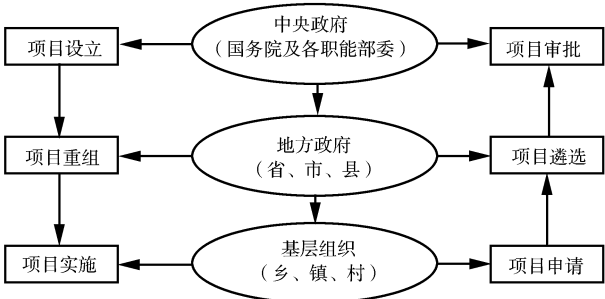 中央政府
项目设立
（国务院及各职能部委）
项目审批
地方政府
项目重组
（省、市、县）
项目遴选
基层组织
项目实施
（乡、镇、村）
项目申请